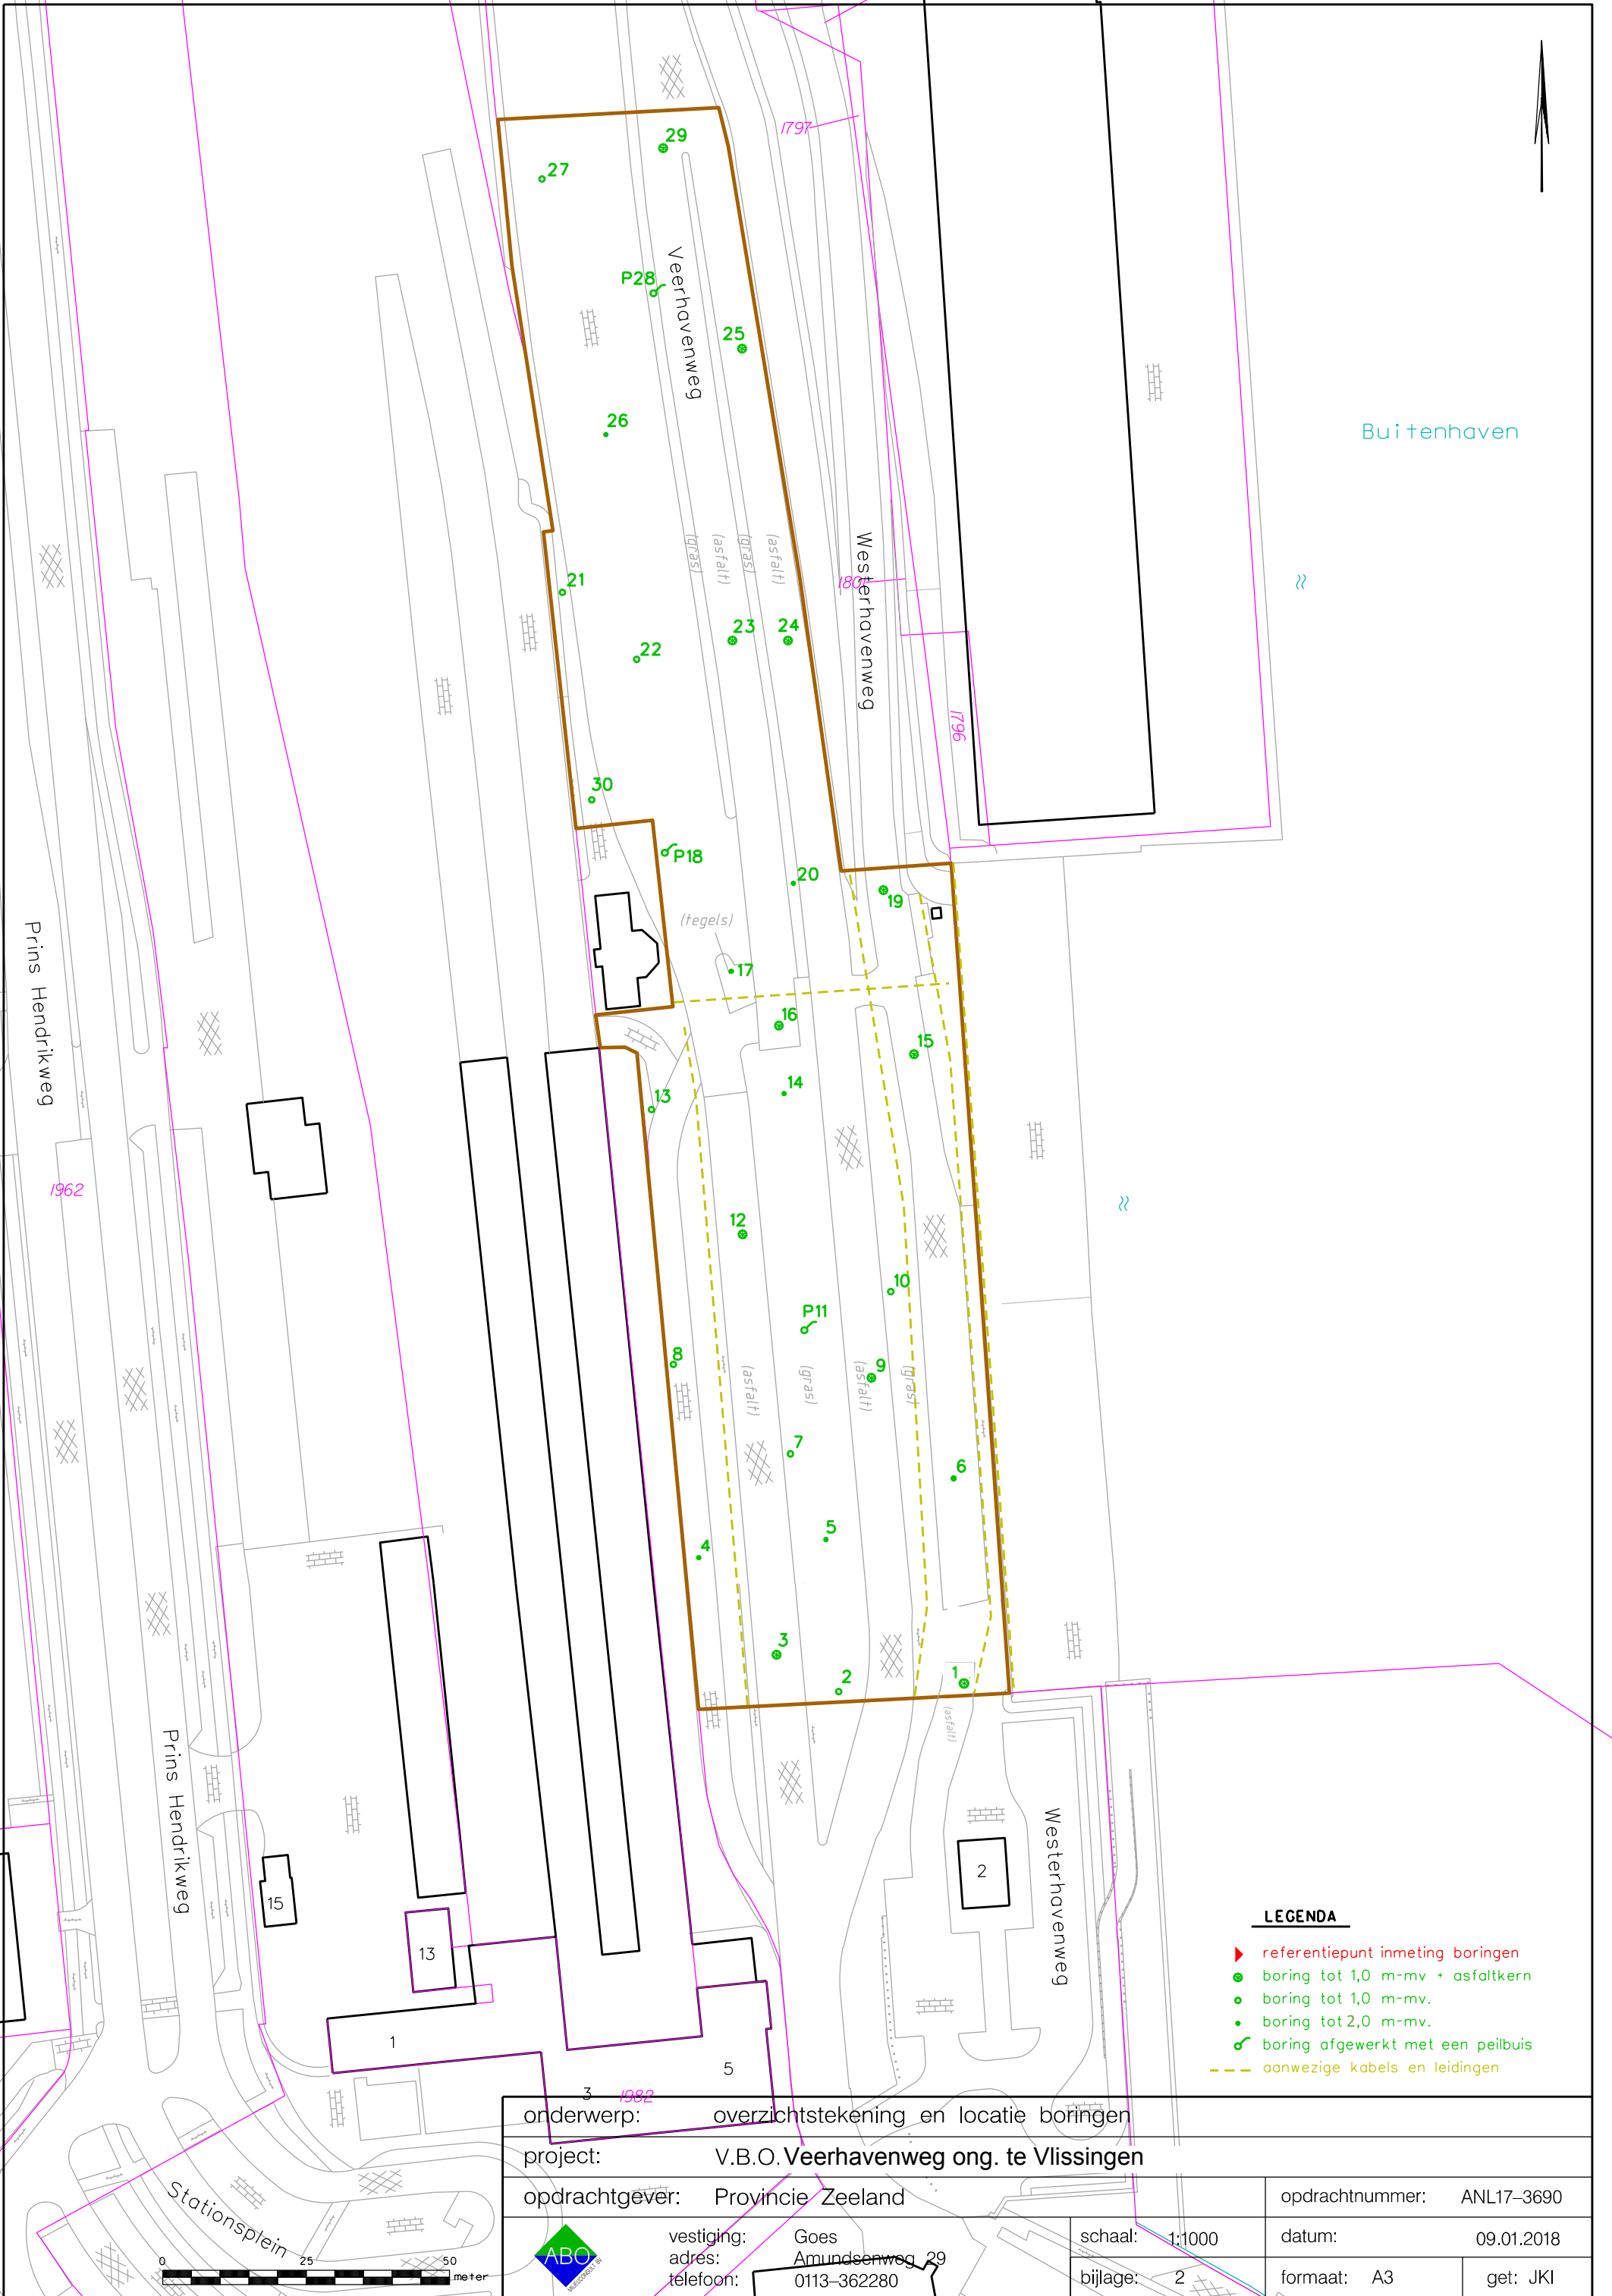 1797
29
27
P28
Veerhavenweg
25
Buitenhaven
26
(gras)
(asfalt)
(gras)
(asfalt)
Westerhavenweg
1801
21
23
24
22
1796
30
P18
20
19
(tegels)
17
Prins Hendrikweg
16
15
14
13
1962
12
10
P11
8
9
(asfalt)
(gras)
(asfalt)
(gras)
7
6
5
4
3
2
1
(asfalt)
Prins Hendrikweg
Westerhavenweg
2
15
13
1
5
3
1982
Stationsplein
0 25 50
meter
LEGENDA
referentiepunt inmeting boringen
boring tot 1,0 m-mv + asfaltkern
boring tot 1,0 m-mv.
boring tot 2,0 m-mv.
boring afgewerkt met een peilbuis
aanwezige kabels en leidingen
onderwerp: overzichtstekening en locatie boringen
project: V.B.O. Veerhavenweg ong. te Vlissingen
opdrachtgever: Provincie Zeeland
opdrachtnummer: ANL17-3690
ABO
vestiging: Goes
adres: Amundsenweg 29
telefoon: 0113-362280
schaal: 1:1000
datum: 09.01.2018
bijlage: 2
formaat: A3
get: JKI